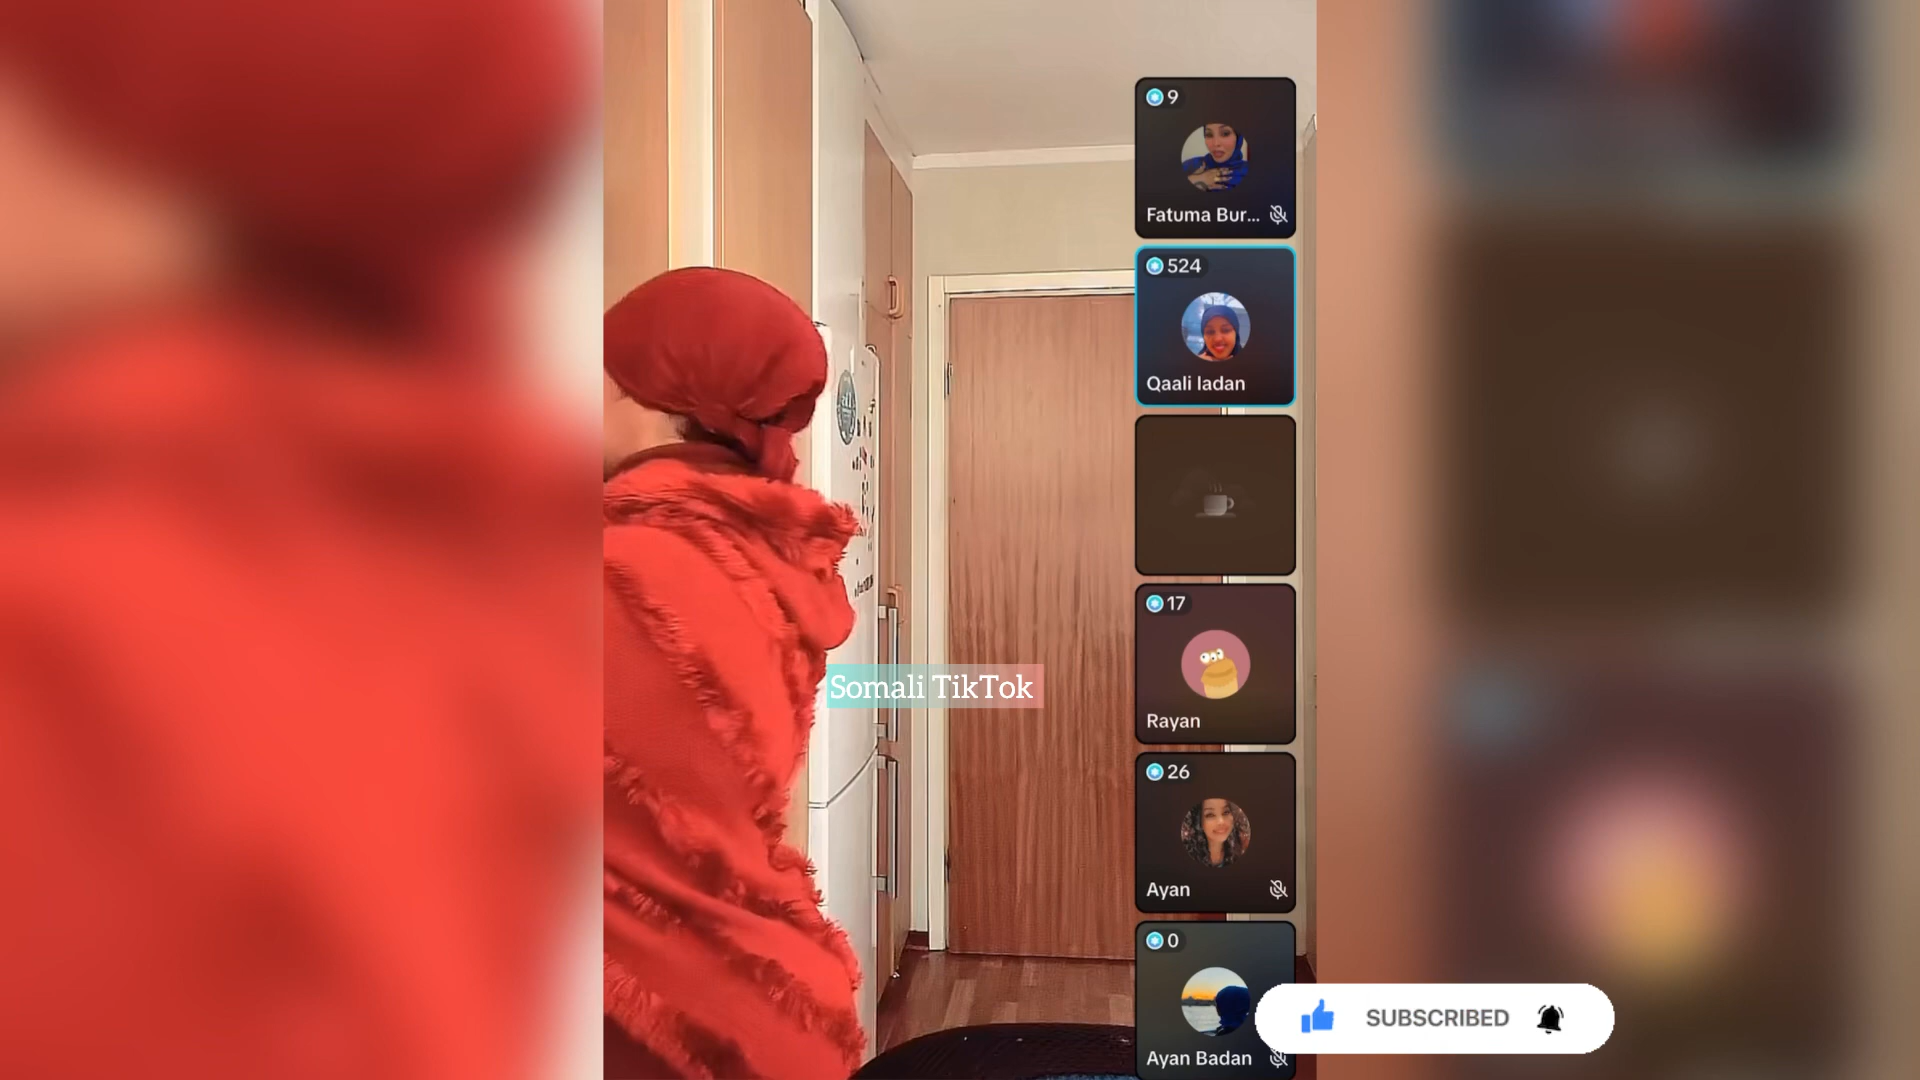 9
Fatuma Bur...
524
Qaali ladan
17
Rayan
Somali TikTok
26
Ayan
0
Ayan Badan
SUBSCRIBED